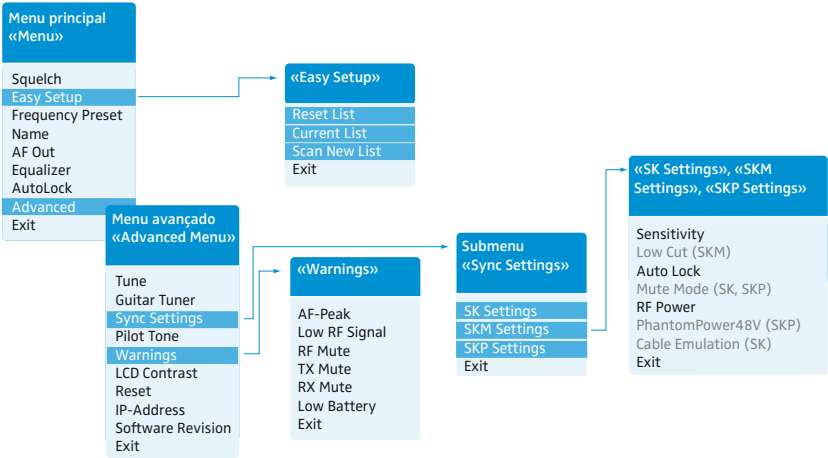 Menu principal
«Menu»
Squelch
Easy Setup
Frequency Preset
Name
AF Out
Equalizer
AutoLock
Advanced
Exit
«Easy Setup»
Reset List
Current List
Scan New List
Exit
Menu avançado
«Advanced Menu»
Tune
Guitar Tuner
Sync Settings
Pilot Tone
Warnings
LCD Contrast
Reset
IP-Address
Software Revision
Exit
«Warnings»
AF-Peak
Low RF Signal
RF Mute
TX Mute
RX Mute
Low Battery
Exit
Submenu
«Sync Settings»
SK Settings
SKM Settings
SKP Settings
Exit
«SK Settings», «SKM
Settings», «SKP Settings»
Sensitivity
Low Cut (SKM)
Auto Lock
Mute Mode (SK, SKP)
RF Power
PhantomPower48V (SKP)
Cable Emulation (SK)
Exit